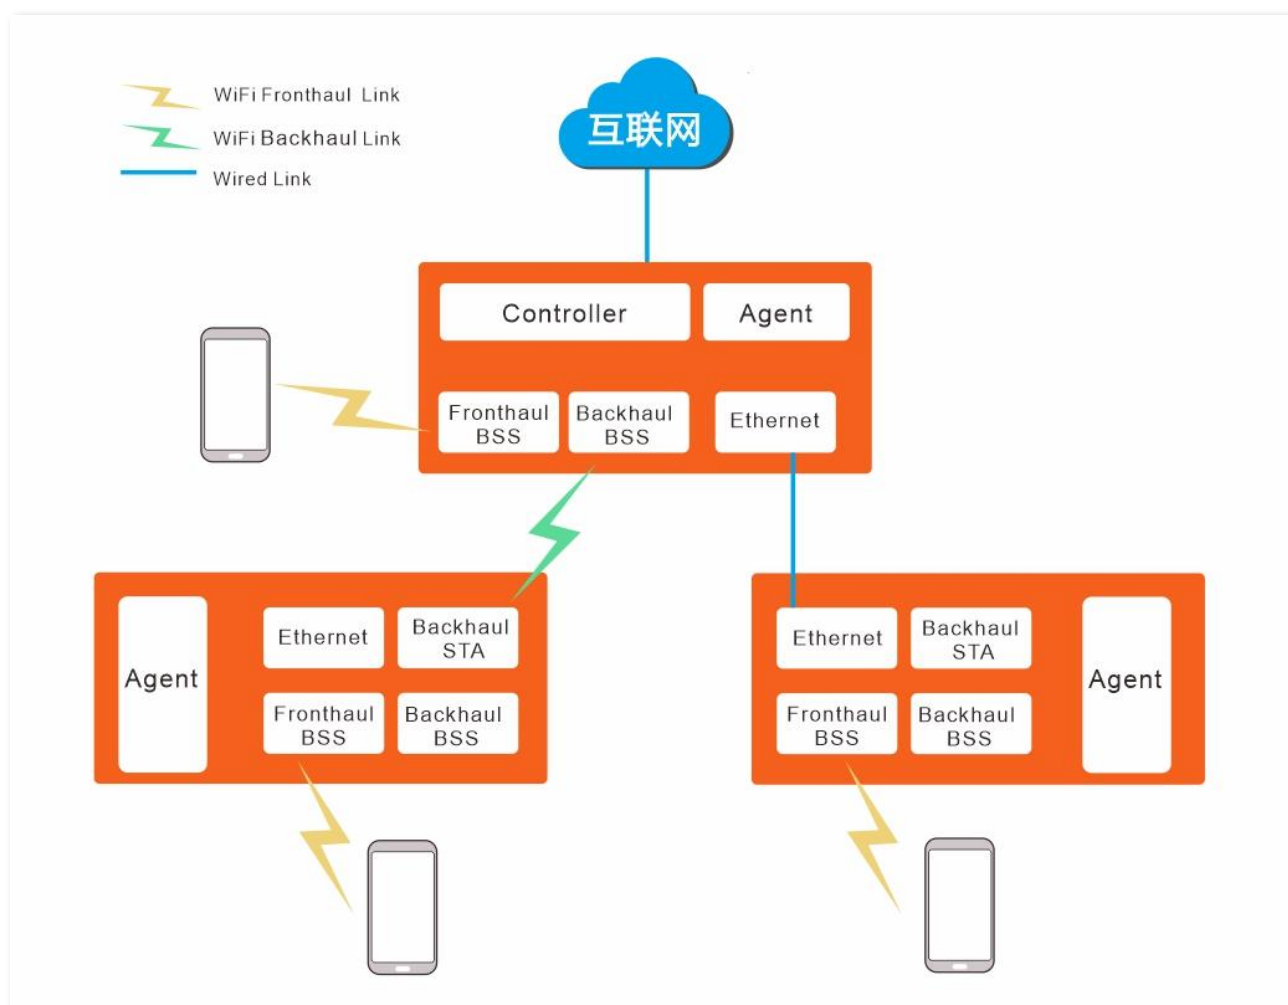 WiFi Fronthaul Link
WiFi Backhaul Link
Wired Link
互联网
Controller
Agent
Fronthaul
BSS
Backhaul
BSS
Ethernet
Agent
Ethernet
Backhaul
STA
Fronthaul
BSS
Backhaul
BSS
Ethernet
Backhaul
STA
Fronthaul
BSS
Backhaul
BSS
Agent